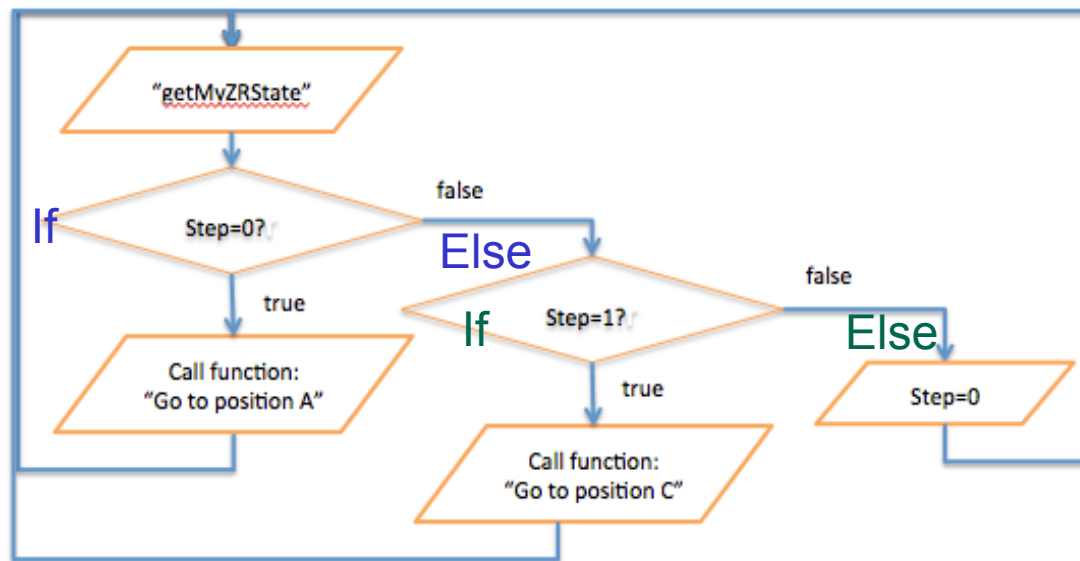 “getMyZRState”
If
Step=0?
false
Else
true
Call function:
“Go to position A”
If
Step=1?
false
Else
true
Call function:
“Go to position C”
Step=0